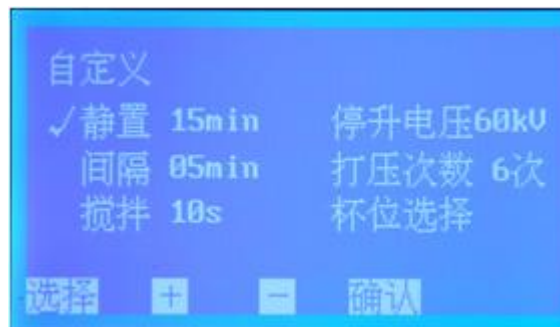 自定义
✓静置 15min 停升电压60kV
间隔 05min 打压次数 6次
搅拌 10s 杯位选择
选择 + - 确认